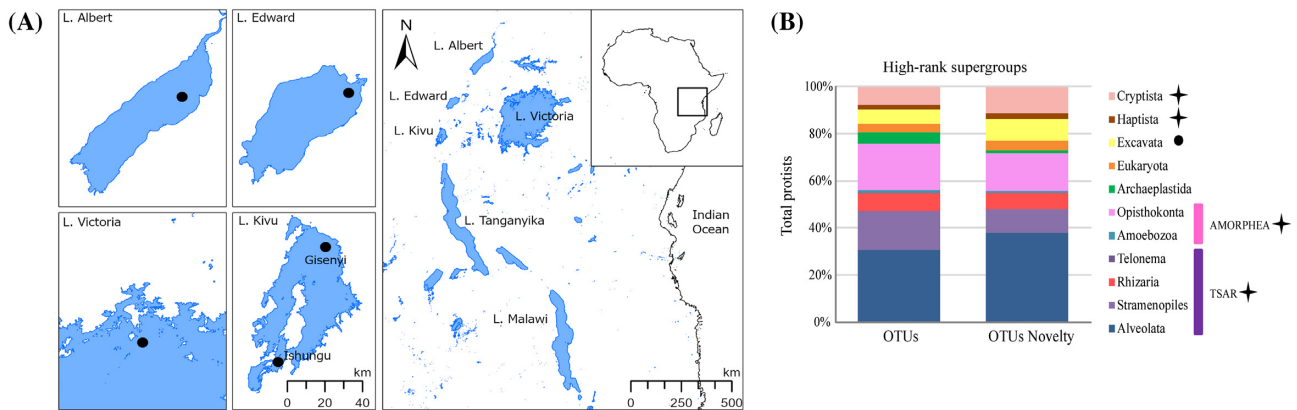 (A)
L. Albert
L. Edward
L. Victoria
L. Kivu
Gisenyi
Ishungu
km
0 20 40
N
L. Albert
L. Edward
L. Kivu
L. Victoria
L. Tanganyika
L. Malawi
Indian
Ocean
km
0 250 500
(B)
High-rank supergroups
Total protists
100%
80%
60%
40%
20%
0%
OTUs
OTUs Novelty
Cryptista
Haptista
Excavata
Eukaryota
Archaeplastida
Opisthokonta
Amoebozoa
Telonema
Rhizaria
Stramenopiles
Alveolata
AMORPHEA
TSAR